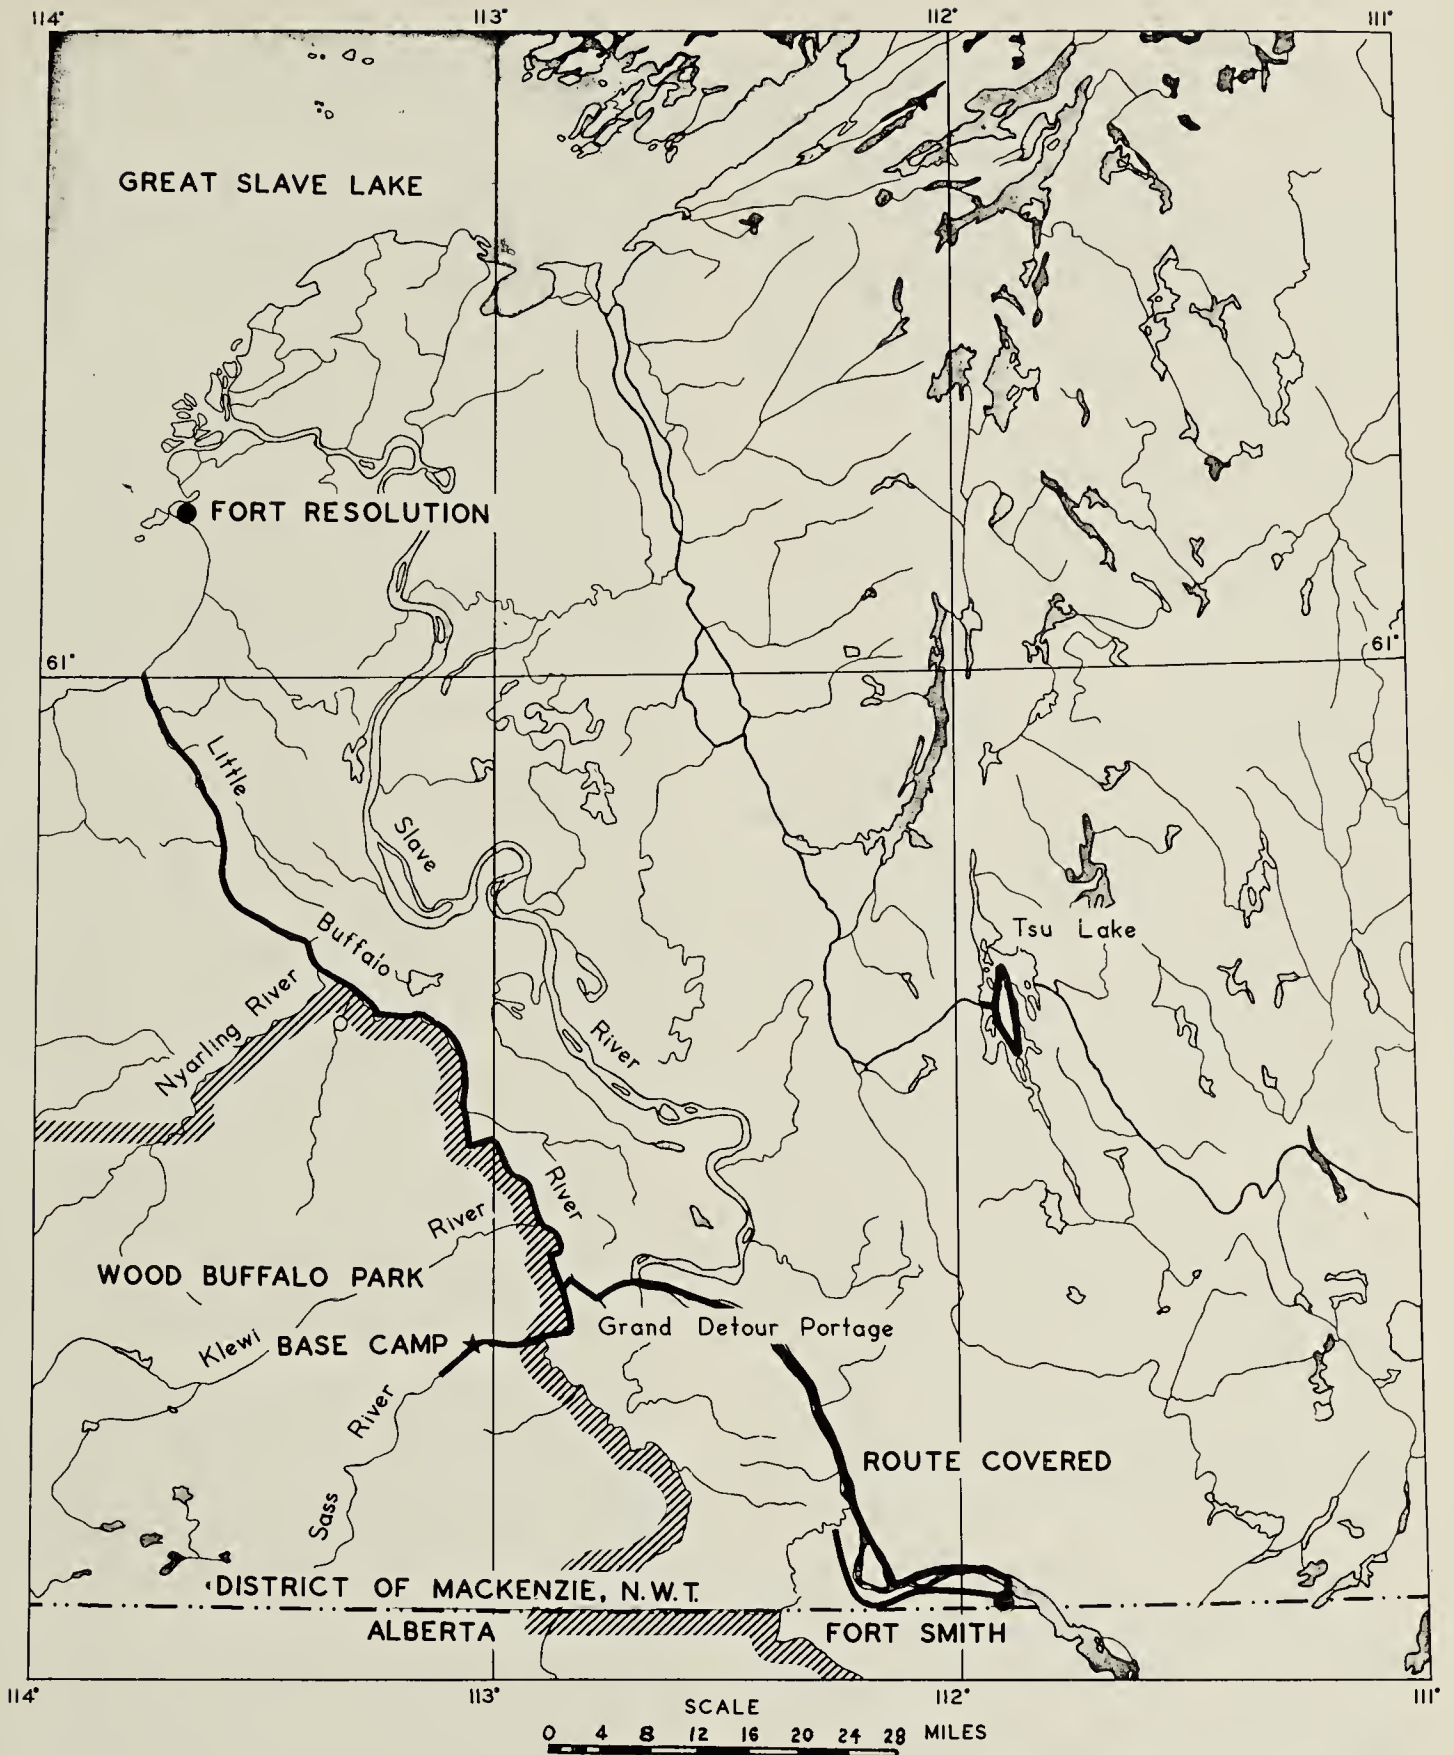 114° 113° 112° 111°
GREAT SLAVE LAKE
FORT RESOLUTION
61° 61°
Little
Slave
Buffalo
Tsu Lake
Nyarling River
River
River
River
WOOD BUFFALO PARK
Grand Detour Portage
Klewi
BASE CAMP
River
ROUTE COVERED
Sass
DISTRICT OF MACKENZIE, N.W.T.
ALBERTA
FORT SMITH
114° 113° 112° 111°
SCALE
0 4 8 12 16 20 24 28 MILES